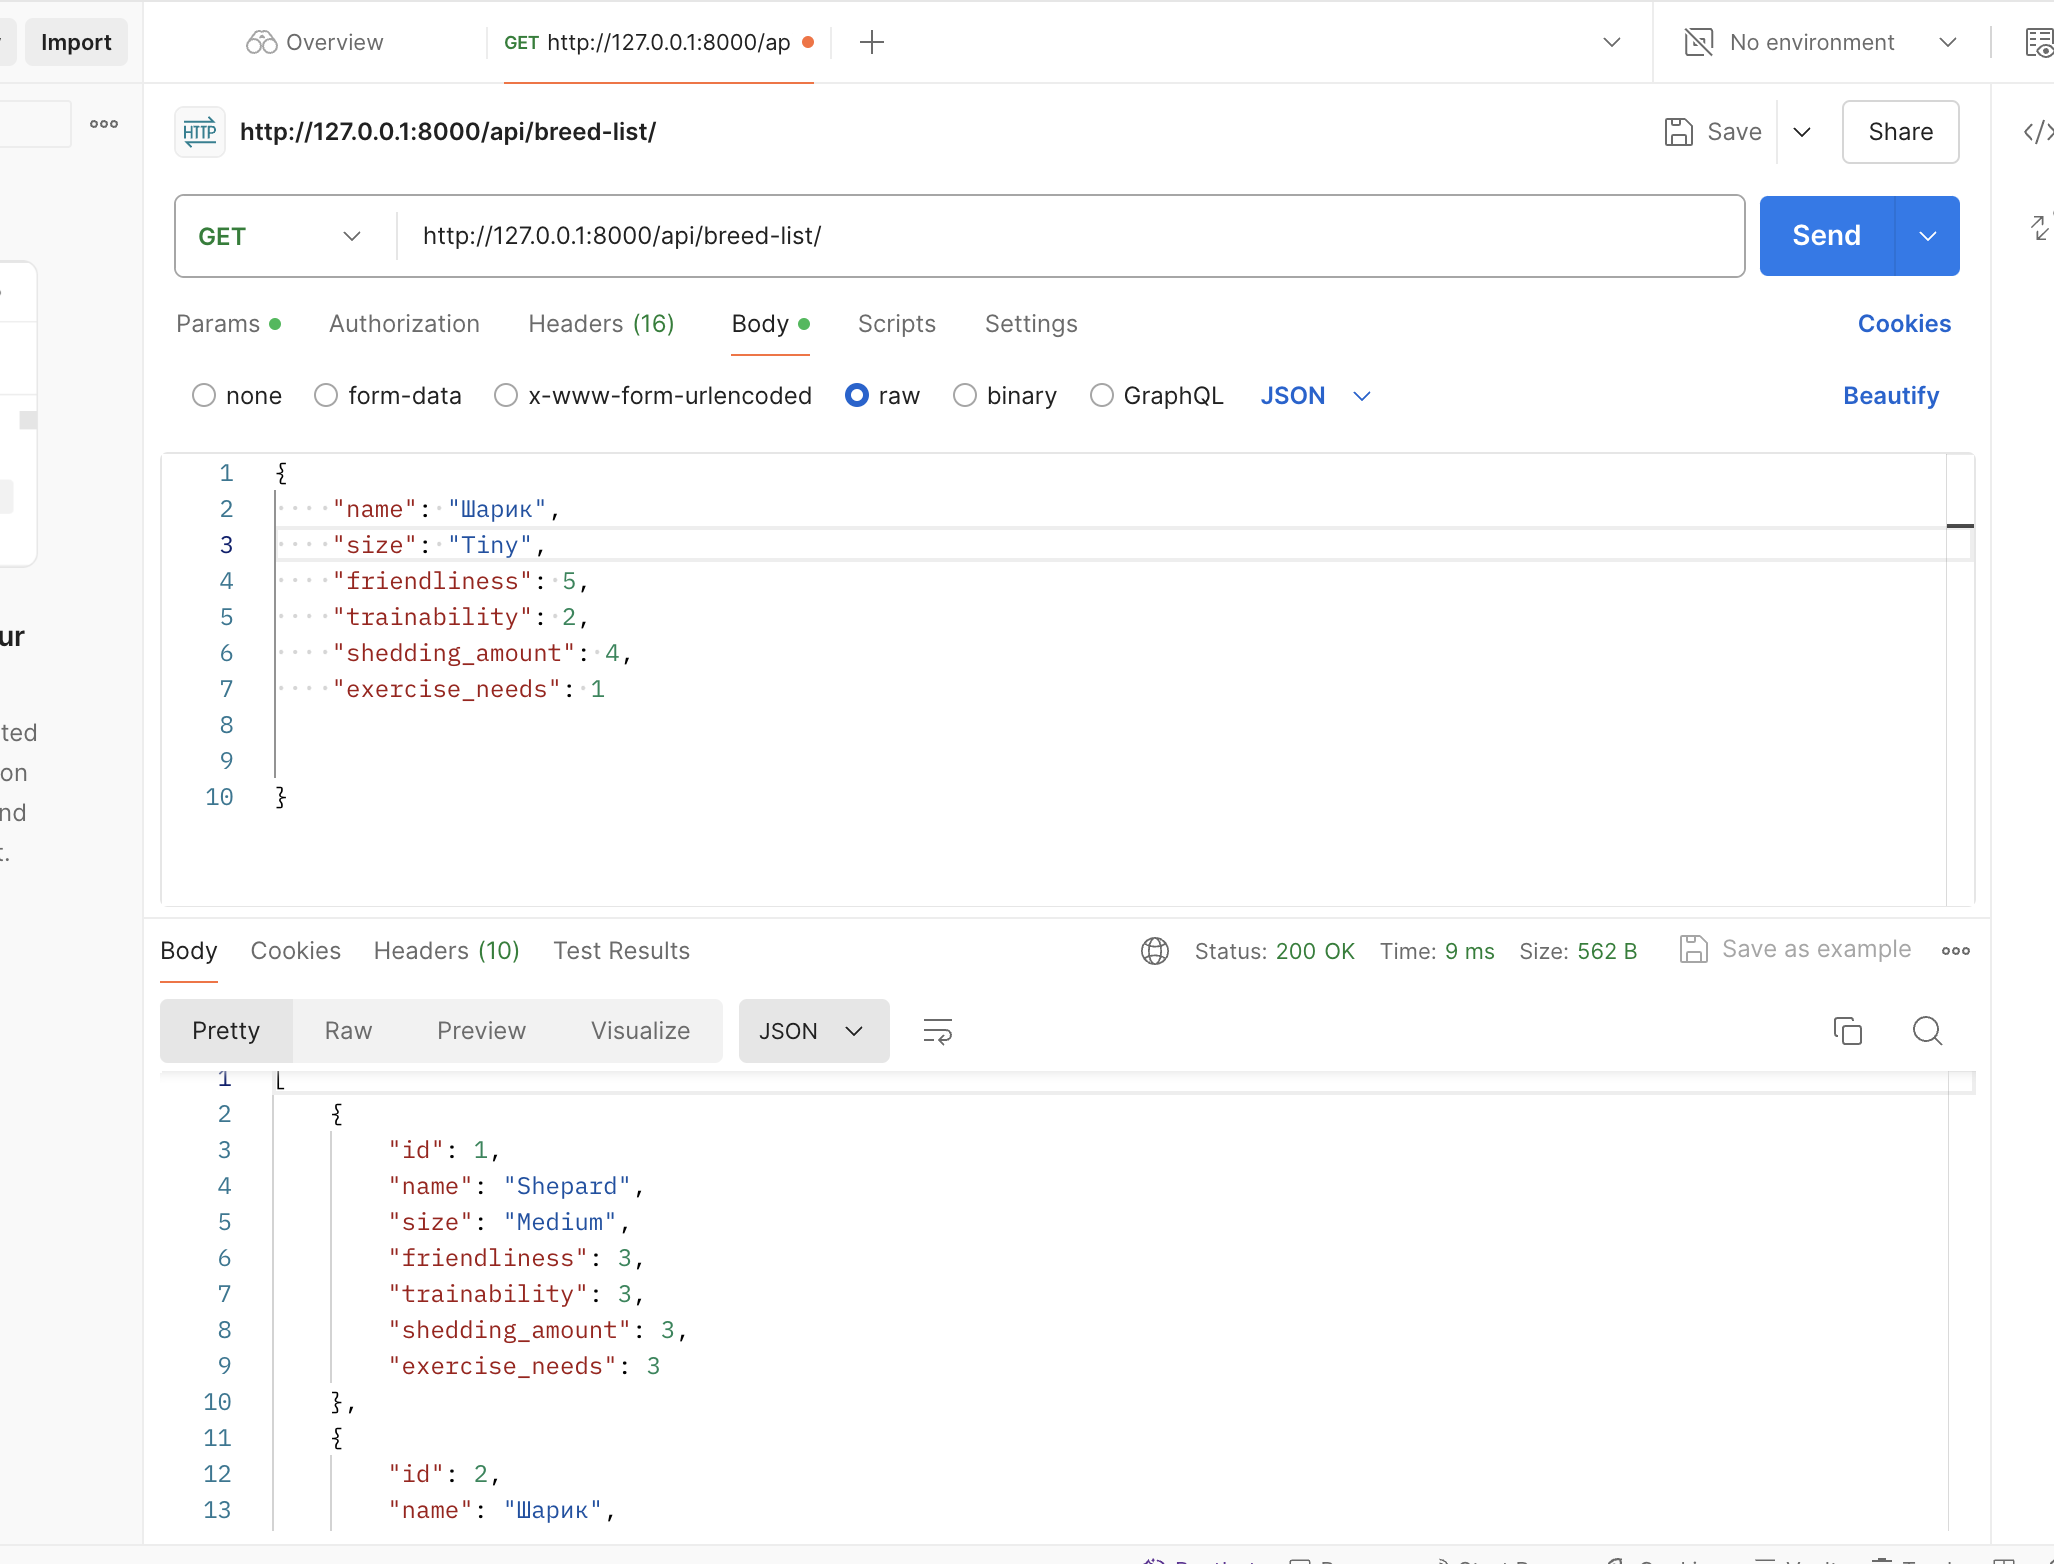 Import
Overview
GET http://127.0.0.1:8000/ap
No environment
HTTP http://127.0.0.1:8000/api/breed-list/
Save
Share
GET http://127.0.0.1:8000/api/breed-list/
Send
Params
Authorization
Headers (16)
Body
Scripts
Settings
Cookies
none
form-data
x-www-form-urlencoded
raw
binary
GraphQL
JSON
Beautify
1 {
2 "name": "Шарик",
3 "size": "Tiny",
4 "friendliness": 5,
5 "trainability": 2,
6 "shedding_amount": 4,
7 "exercise_needs": 1
8
9
10 }
ur
ted
on
nd
t.
Body
Cookies
Headers (10)
Test Results
Status: 200 OK Time: 9 ms Size: 562 B
Save as example
Pretty
Raw
Preview
Visualize
JSON
1 [
2 {
3 "id": 1,
4 "name": "Shepard",
5 "size": "Medium",
6 "friendliness": 3,
7 "trainability": 3,
8 "shedding_amount": 3,
9 "exercise_needs": 3
10 },
11 {
12 "id": 2,
13 "name": "Шарик",